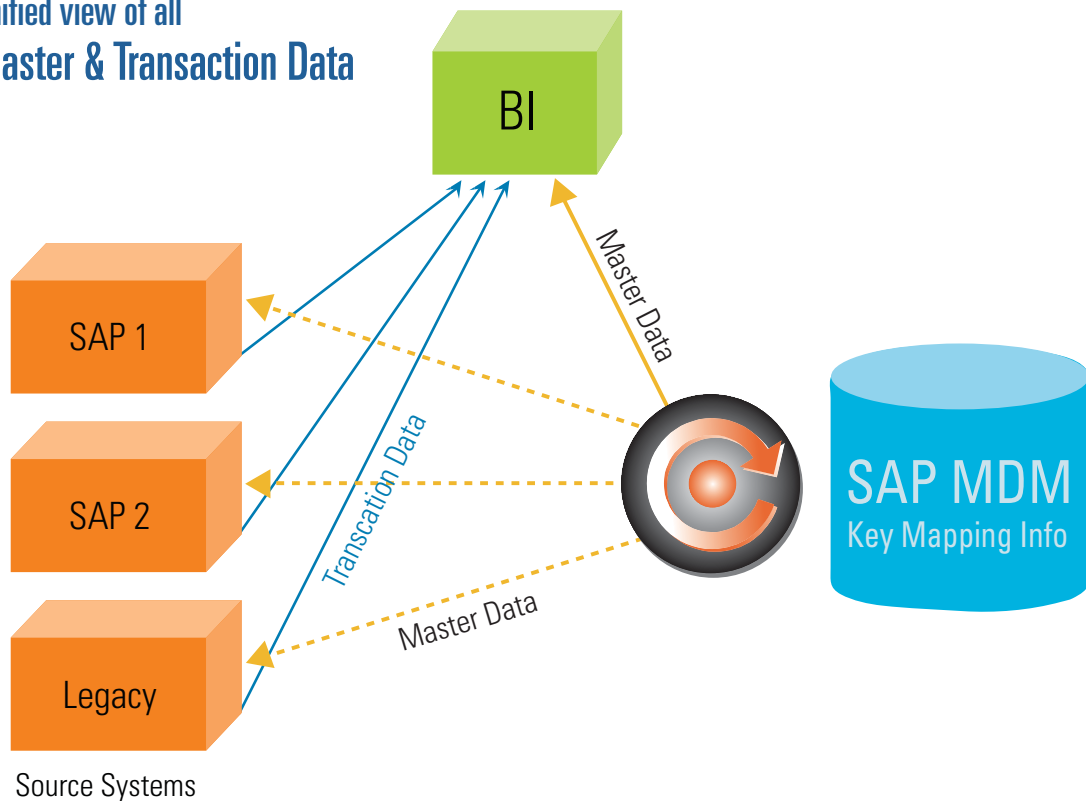 nified view of all
aster & Transaction Data
BI
Master Data
SAP 1
SAP 2
Transcation Data
SAP MDM
Key Mapping Info
Master Data
Legacy
Source Systems